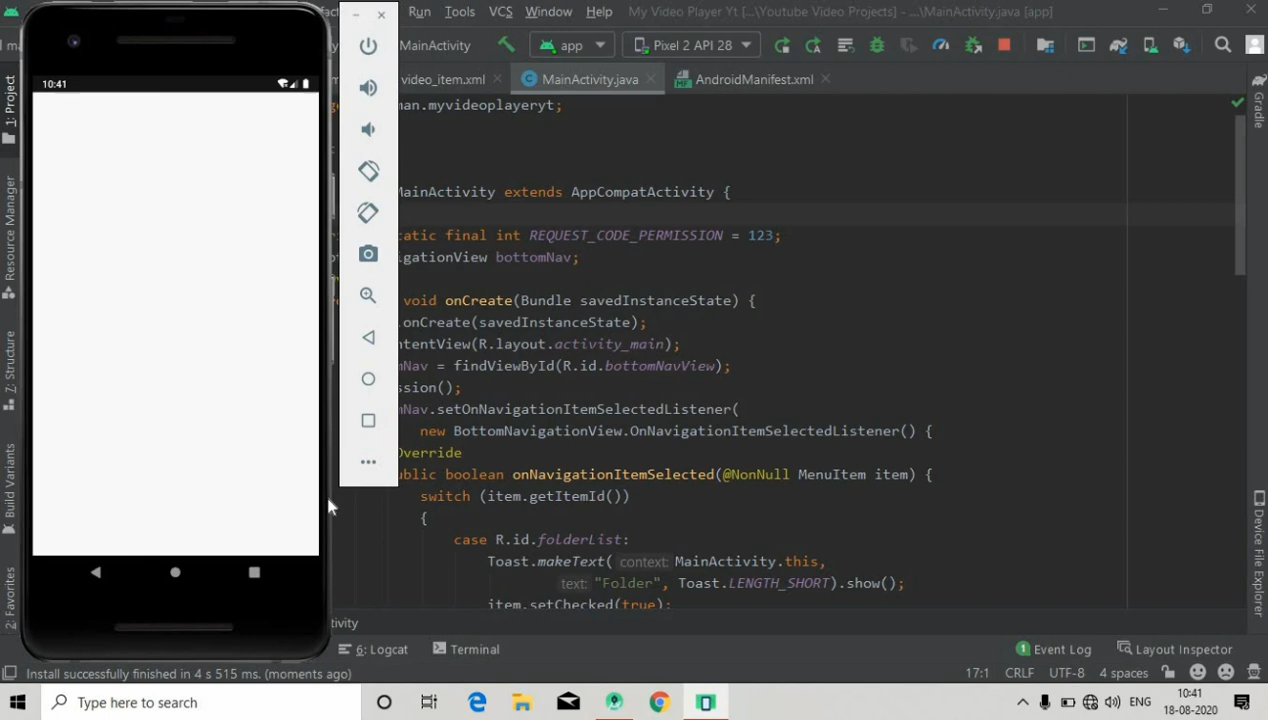 10:41
Run Tools VCS Window Help My Video Player Yt [...\Youtube Video Projects] - ...\MainActivity.java [app]
MainActivity app Pixel 2 API 28
video_item.xml MainActivity.java AndroidManifest.xml
man.myvideoplayeryt;
MainActivity extends AppCompatActivity {
tatic final int REQUEST_CODE_PERMISSION = 123;
igationView bottomNav;
void onCreate(Bundle savedInstanceState) {
.onCreate(savedInstanceState);
ntentView(R.layout.activity_main);
mNav = findViewById(R.id.bottomNavView);
ssion();
mNav.setOnNavigationItemSelectedListener(
new BottomNavigationView.OnNavigationItemSelectedListener() {
Override
ublic boolean onNavigationItemSelected(@NonNull MenuItem item) {
switch (item.getItemId())
{
case R.id.folderList:
Toast.makeText( context: MainActivity.this,
text: "Folder", Toast.LENGTH_SHORT).show();
item.setChecked(true);
1: Project
Resource Manager
7: Structure
Build Variants
2: Favorites
Gradle
Device File Explorer
ivity
6: Logcat Terminal 1 Event Log Layout Inspector
Install successfully finished in 4 s 515 ms. (moments ago) 17:1 CRLF UTF-8 4 spaces
Type here to search ENG 10:41
18-08-2020